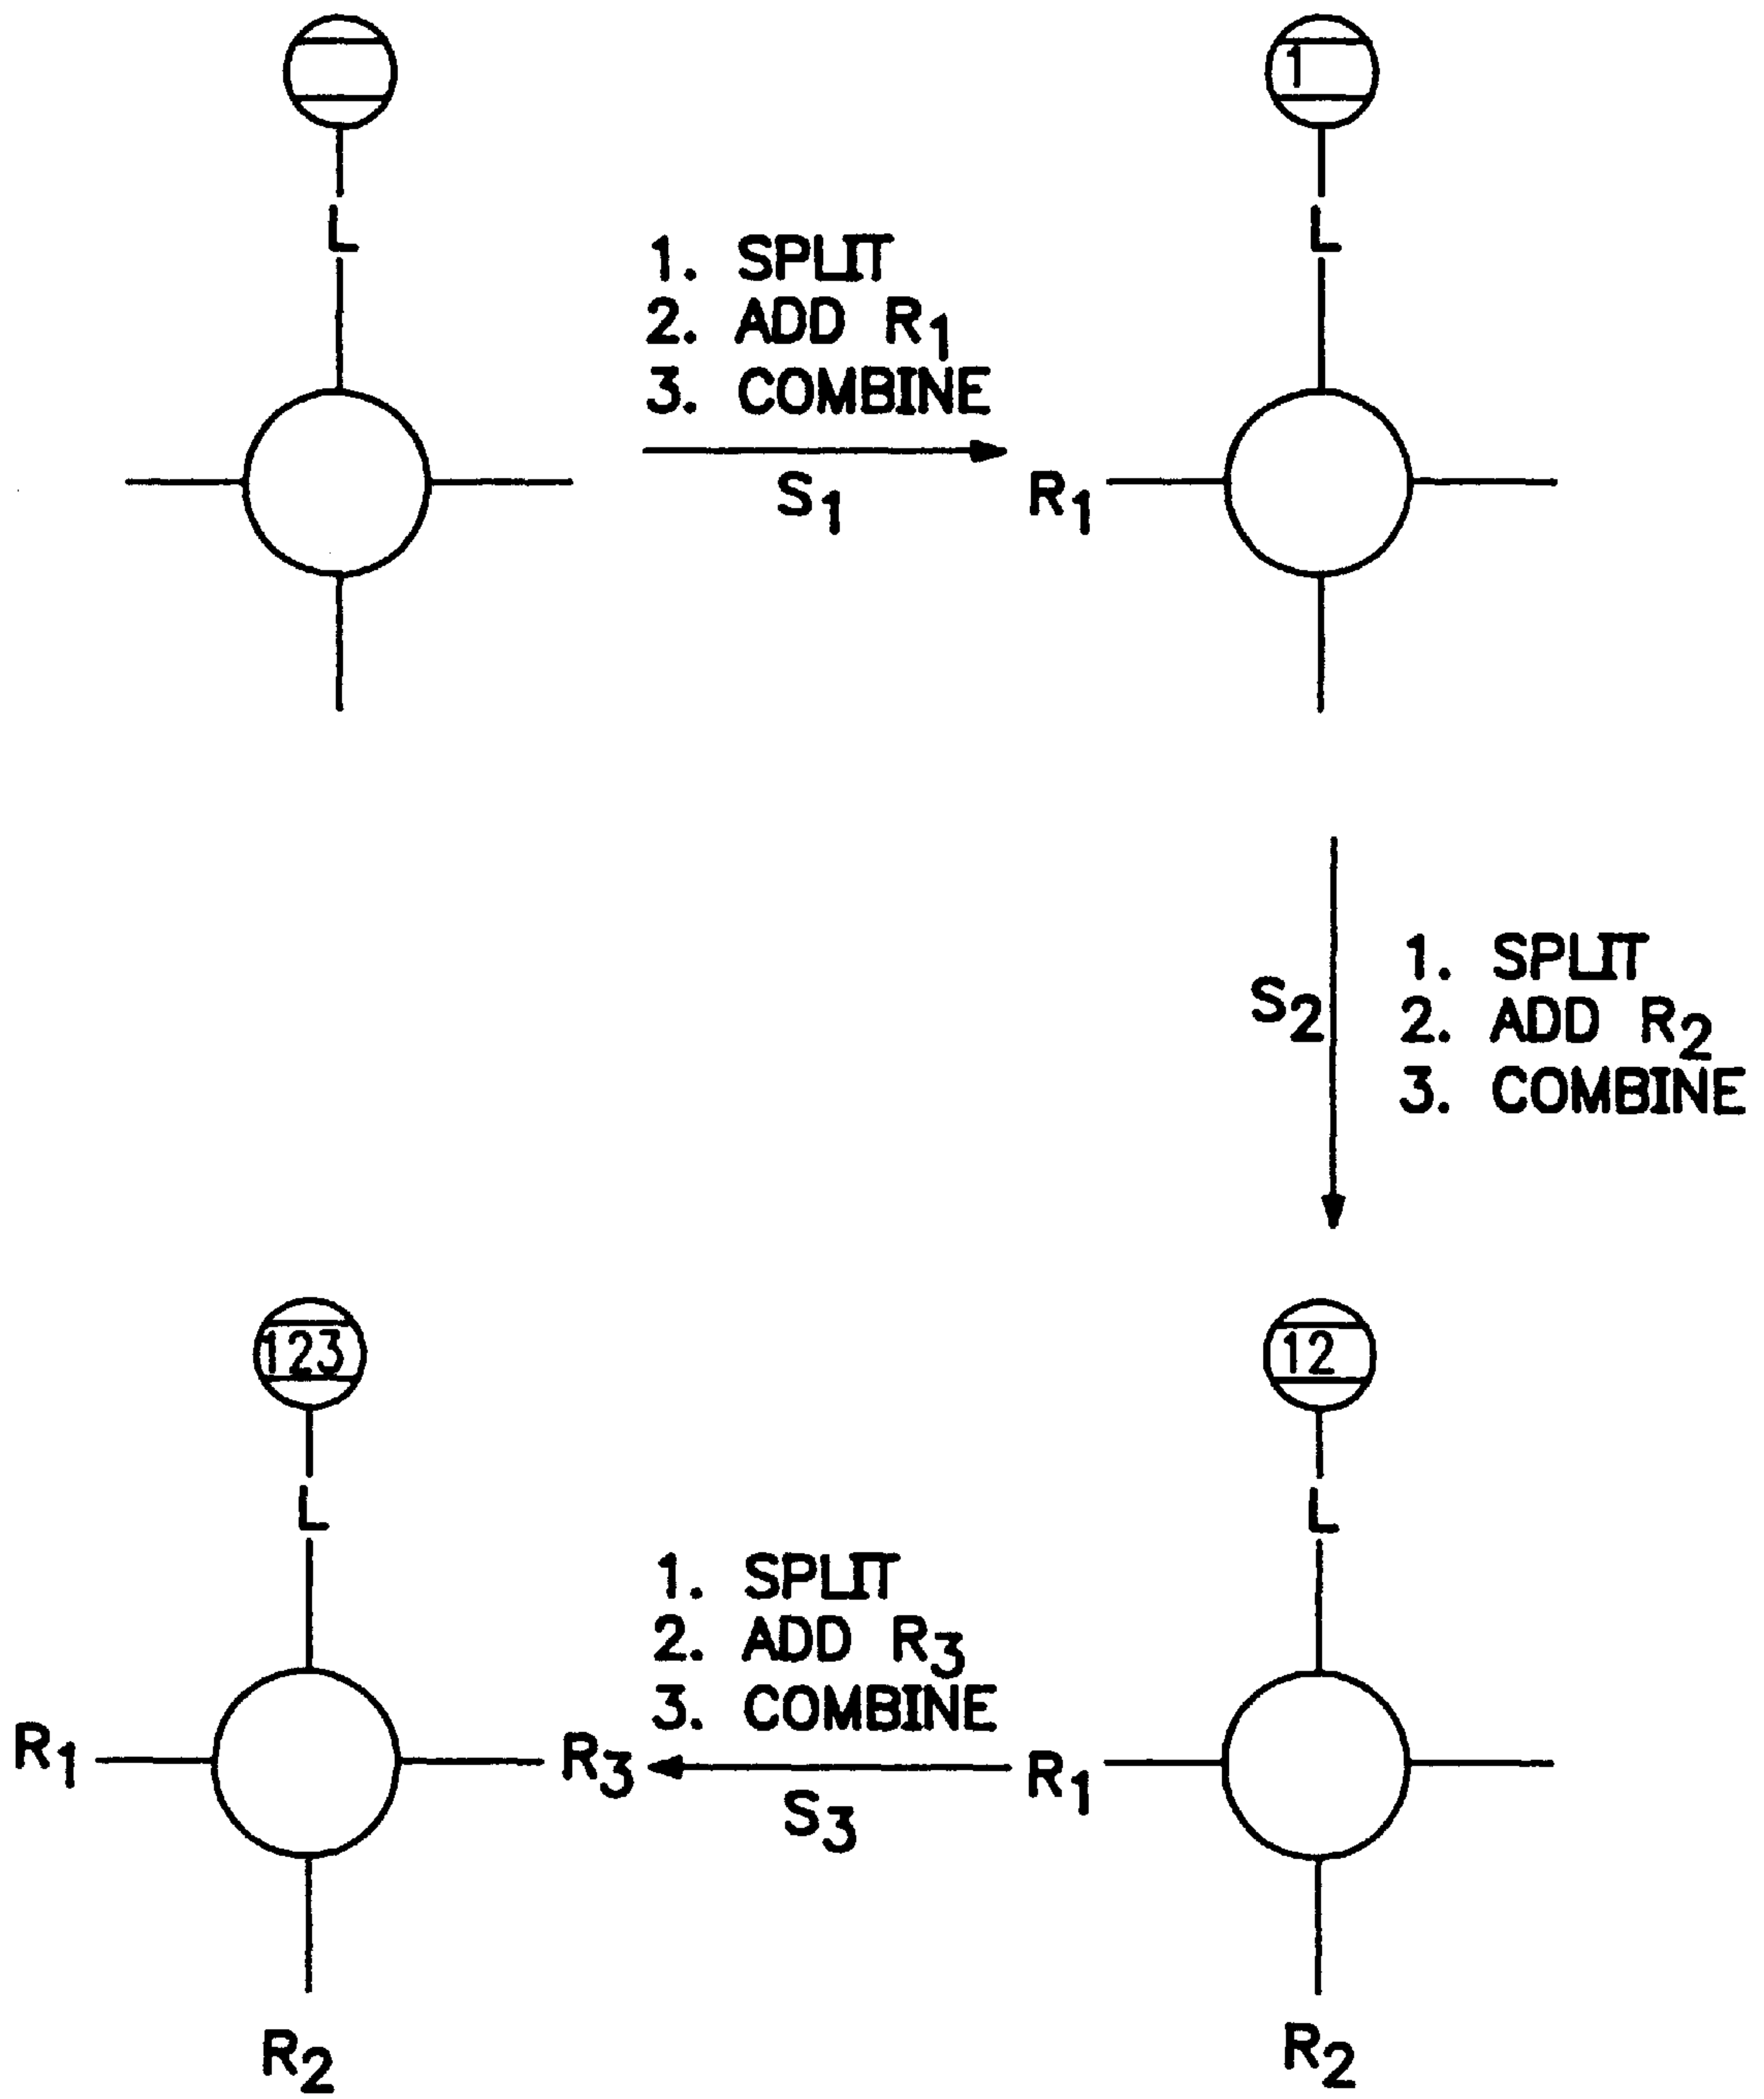 1
L
L
1. SPLIT
2. ADD R1
3. COMBINE
S1
R1
S2
1. SPLIT
2. ADD R2
3. COMBINE
123
12
L
L
1. SPLIT
2. ADD R3
3. COMBINE
R1
R3
S3
R1
R2
R2